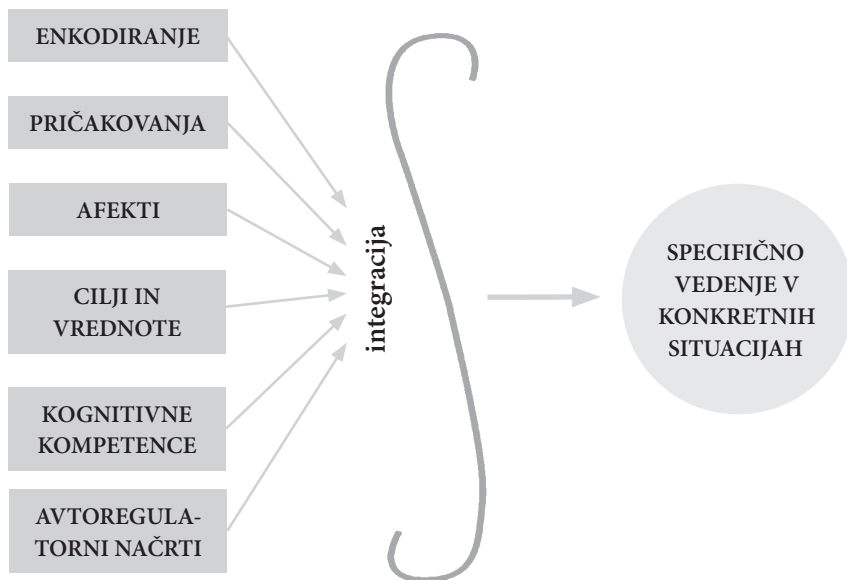 ENKODIRANJE
PRIČAKOVANJA
AFEKTI
CILJI IN
VREDNOTE
KOGNITIVNE
KOMPETENCE
AVTOREGULA-
TORNI NAČRTI
integracija
SPECIFIČNO
VEDENJE V
KONKRETNIH
SITUACIJAH